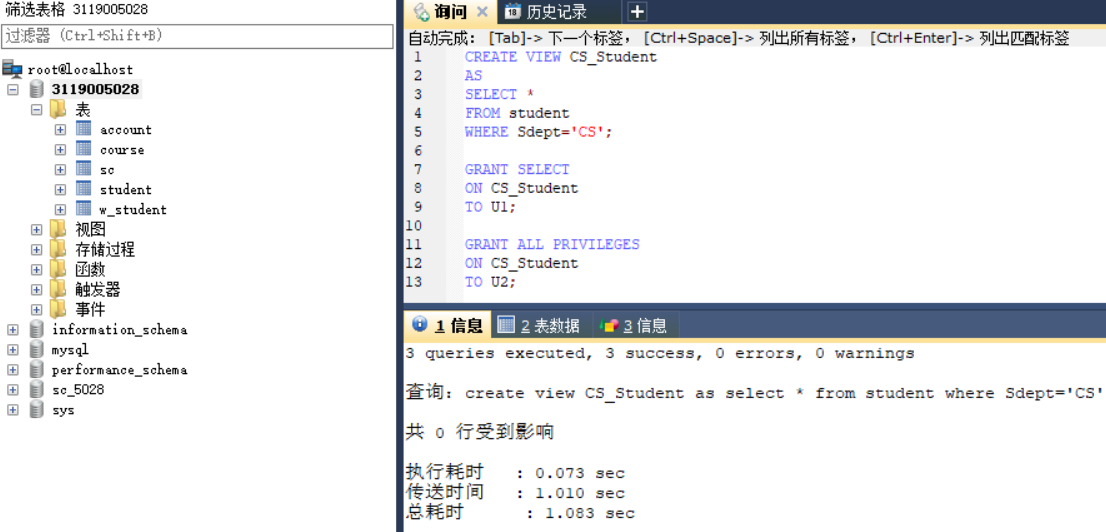 筛选表格 3119005028
过滤器 (Ctrl+Shift+B)
root@localhost
3119005028
表
account
course
sc
student
w_student
视图
存储过程
函数
触发器
事件
information_schema
mysql
performance_schema
sc_5028
sys
询问 历史记录
自动完成: [Tab]-> 下一个标签, [Ctrl+Space]-> 列出所有标签, [Ctrl+Enter]-> 列出匹配标签
1 CREATE VIEW CS_Student
2 AS
3 SELECT *
4 FROM student
5 WHERE Sdept='CS';
6
7 GRANT SELECT
8 ON CS_Student
9 TO U1;
10
11 GRANT ALL PRIVILEGES
12 ON CS_Student
13 TO U2;
1 信息 2 表数据 3 信息
3 queries executed, 3 success, 0 errors, 0 warnings
查询: create view CS_Student as select * from student where Sdept='CS'
共 0 行受到影响
执行耗时 : 0.073 sec
传送时间 : 1.010 sec
总耗时 : 1.083 sec